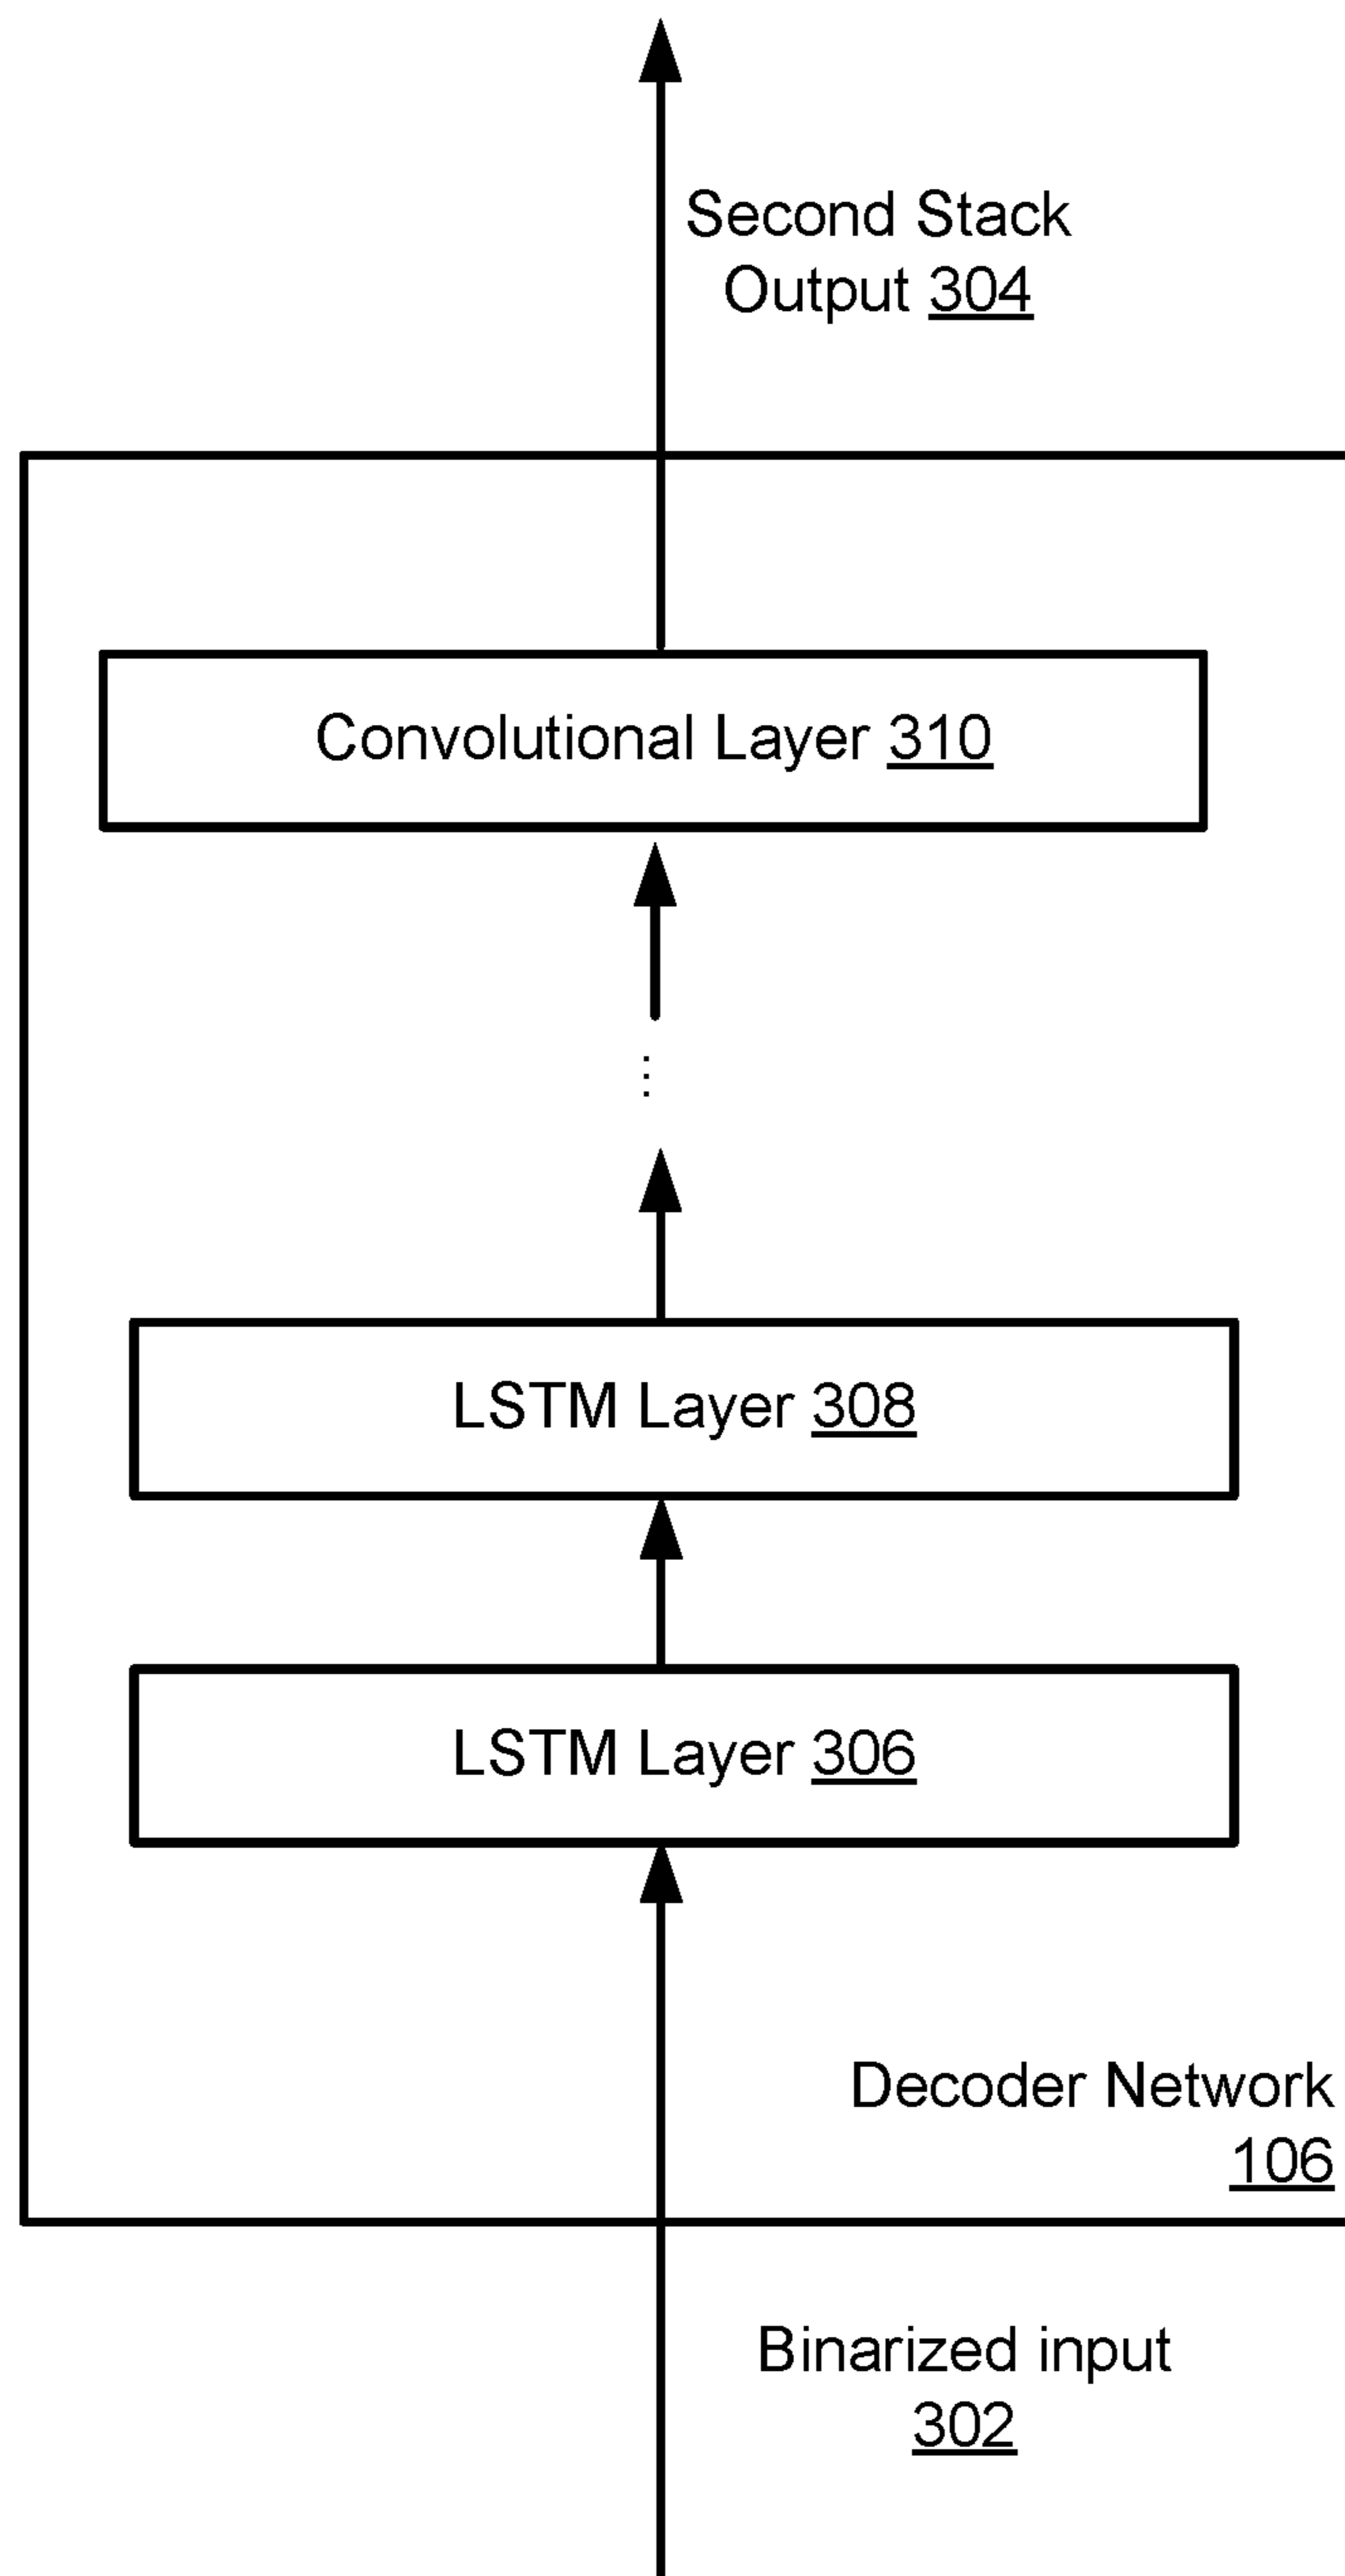 Second Stack
Output 304
Convolutional Layer 310
⋮
LSTM Layer 308
LSTM Layer 306
Decoder Network
106
Binarized input
302